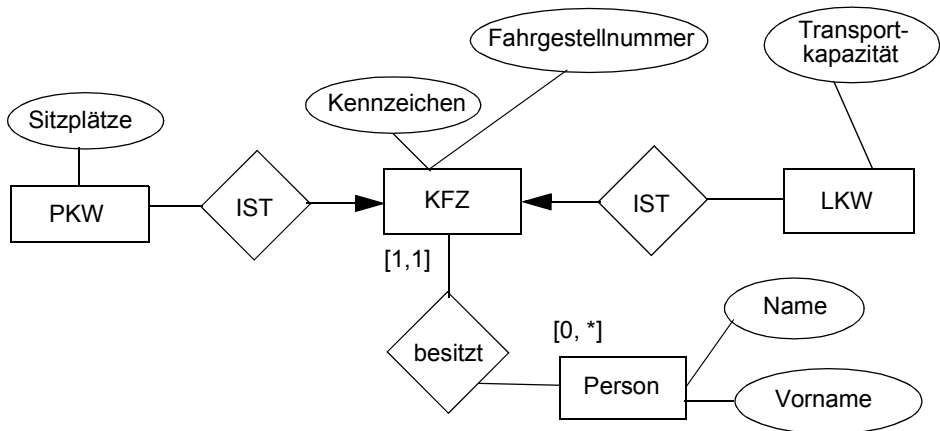 Transport-
kapazität
Fahrgestellnummer
Kennzeichen
Sitzplätze
PKW
IST
KFZ
IST
LKW
[1,1]
Name
[0, *]
besitzt
Person
Vorname